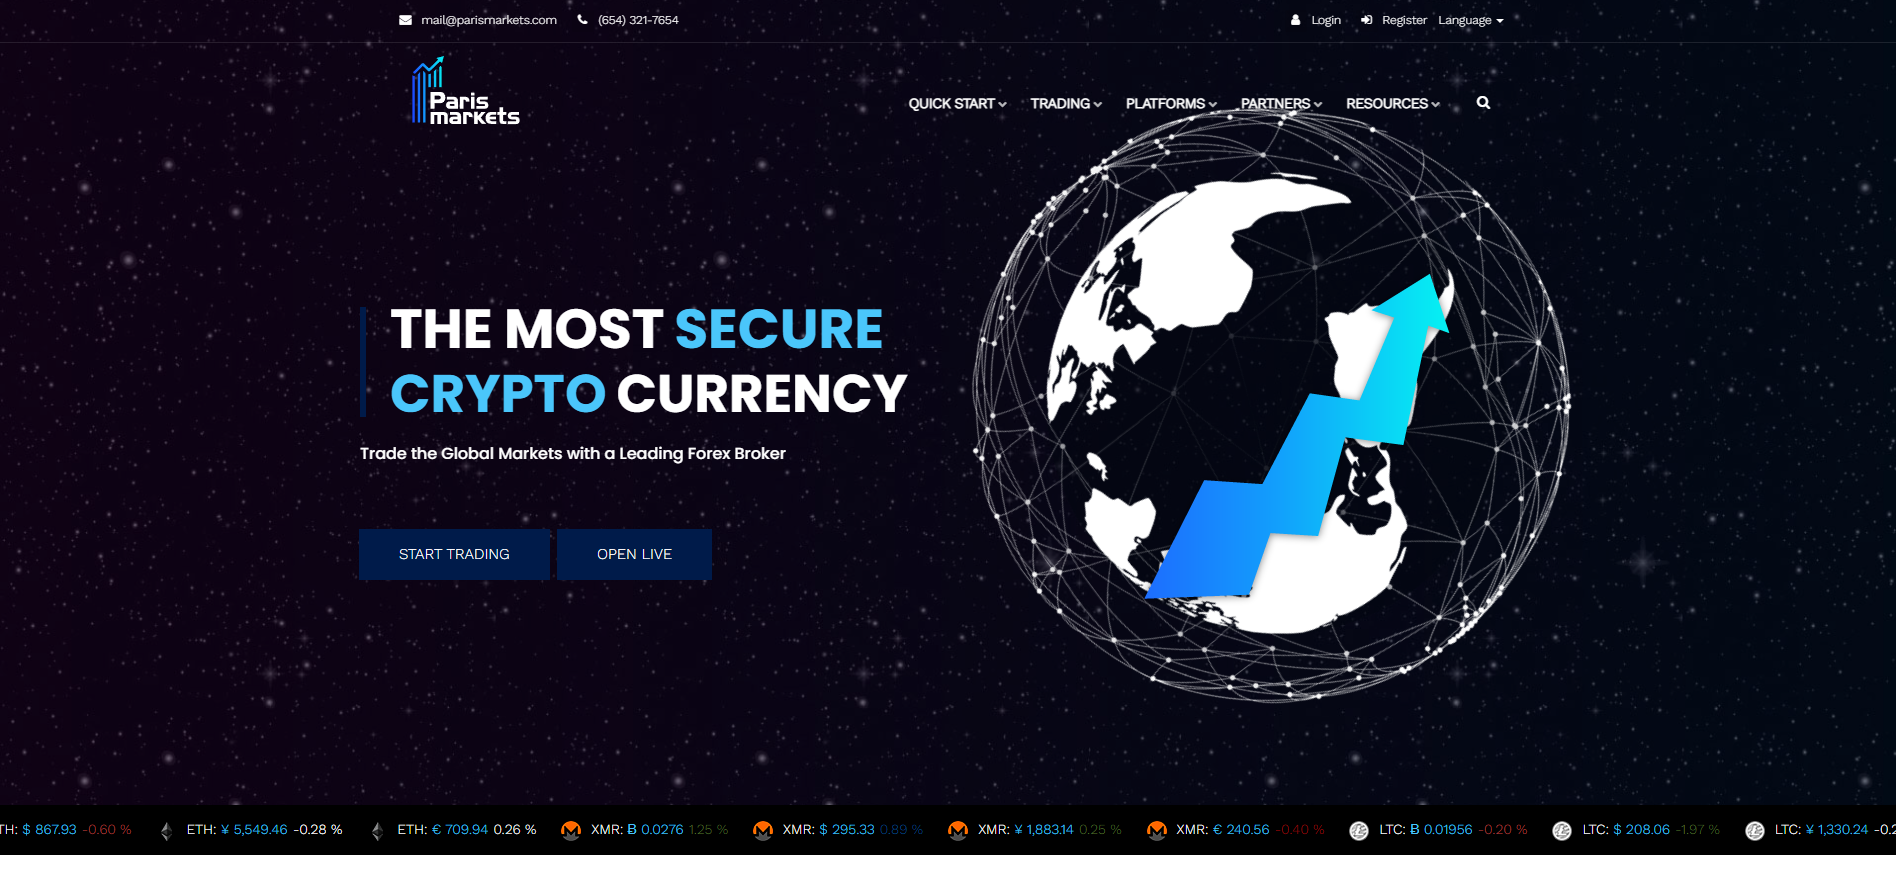 mail@parismarkets.com (654) 321-7654 Login Register Language
Paris
markets
QUICK START TRADING PLATFORMS PARTNERS RESOURCES
THE MOST SECURE
CRYPTO CURRENCY
Trade the Global Markets with a Leading Forex Broker
START TRADING OPEN LIVE
TH: $ 867.93 -0.60 % ETH: ¥ 5,549.46 -0.28 % ETH: € 709.94 0.26 % XMR: Ƀ 0.0276 1.25 % XMR: $ 295.33 0.89 % XMR: ¥ 1,883.14 0.25 % XMR: € 240.56 -0.40 % LTC: Ƀ 0.01956 -0.20 % LTC: $ 208.06 -1.97 % LTC: ¥ 1,330.24 -0.2